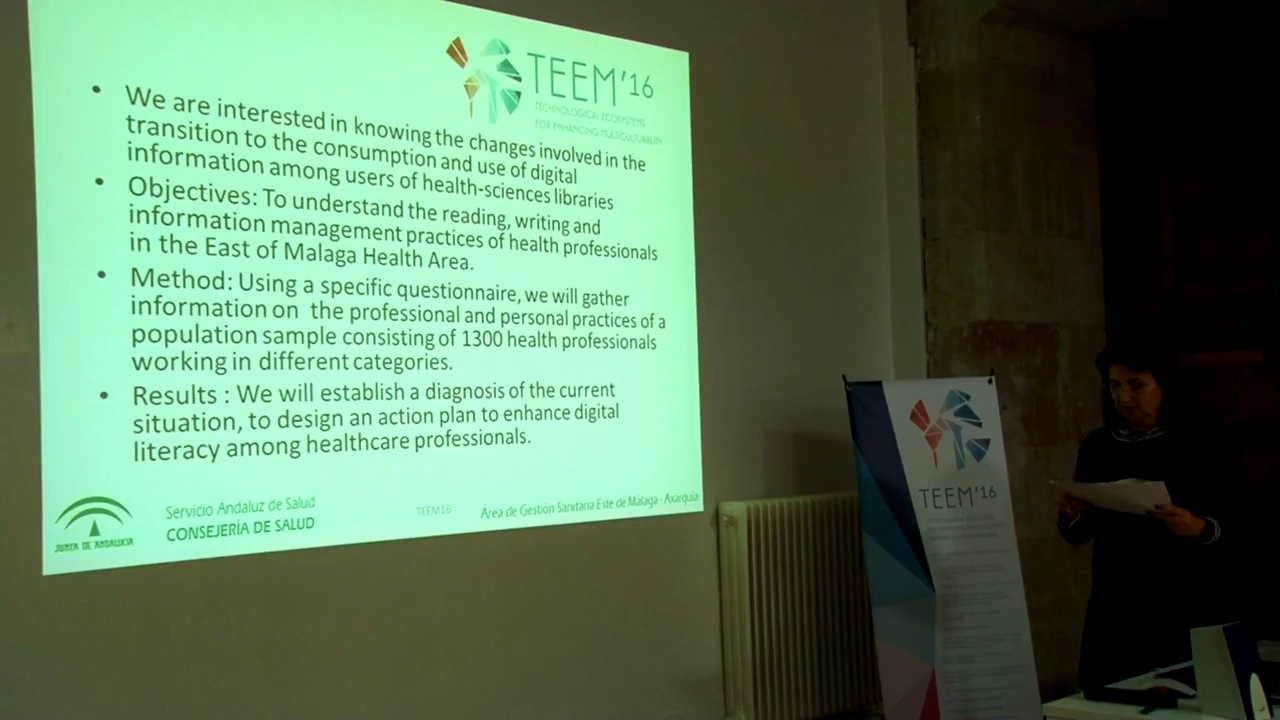 TEEM'16
TECHNOLOGICAL ECOSYSTEMS
FOR ENHANCING MULTICULTURALITY
• We are interested in knowing the changes involved in the
transition to the consumption and use of digital
information among users of health-sciences libraries
• Objectives: To understand the reading, writing and
information management practices of health professionals
in the East of Malaga Health Area.
• Method: Using a specific questionnaire, we will gather
information on the professional and personal practices of a
population sample consisting of 1300 health professionals
working in different categories.
• Results : We will establish a diagnosis of the current
situation, to design an action plan to enhance digital
literacy among healthcare professionals.
JUNTA DE ANDALUCIA
Servicio Andaluz de Salud
CONSEJERÍA DE SALUD
TEEM16
Área de Gestión Sanitaria Este de Málaga - Axarquía
TEEM'16